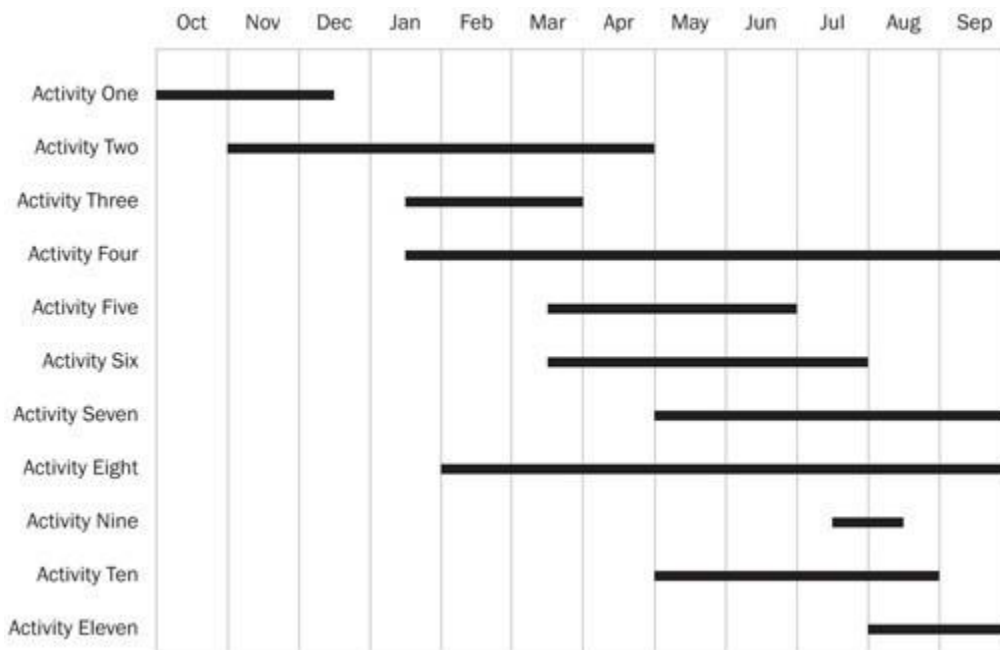 Oct Nov Dec Jan Feb Mar Apr May Jun Jul Aug Sep
Activity One
Activity Two
Activity Three
Activity Four
Activity Five
Activity Six
Activity Seven
Activity Eight
Activity Nine
Activity Ten
Activity Eleven